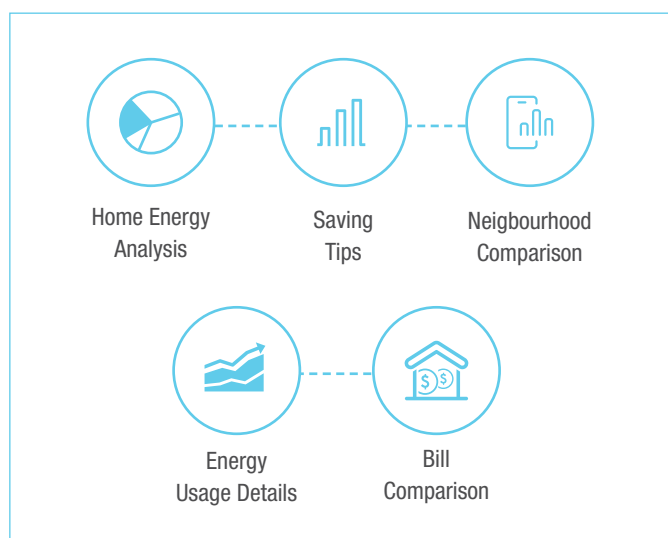 Home Energy
Analysis
Saving
Tips
Neigbourhood
Comparison
$ $
Energy
Usage Details
Bill
Comparison